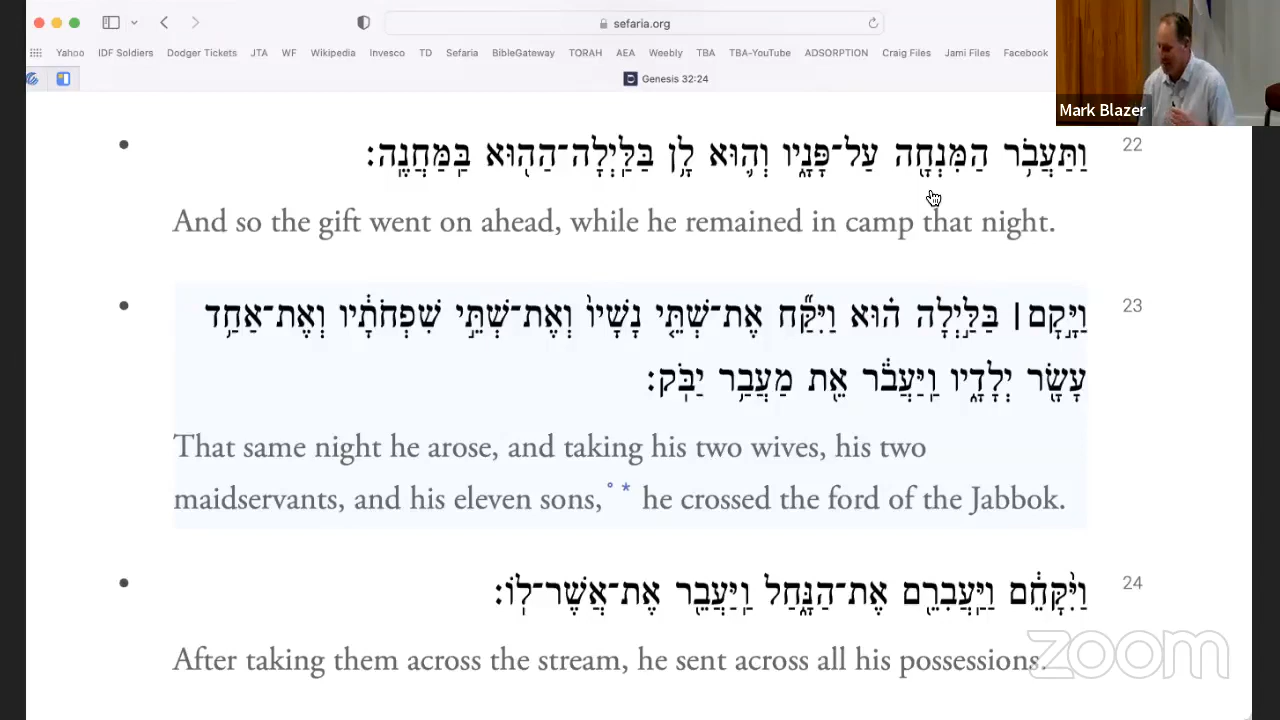 sefaria.org
Yahoo IDF Soldiers Dodger Tickets JTA WF Wikipedia Invesco TD Sefaria BibleGateway TORAH AEA Weebly TBA TBA-YouTube ADSORPTION Craig Files Jami Files Facebook
Genesis 32:24
Mark Blazer
22
וַתַּעֲבֹ֥ר הַמִּנְחָ֖ה עַל־פָּנָ֑יו וְה֛וּא לָ֥ן בַּלַּֽיְלָה־הַה֖וּא בַּֽמַּחֲנֶֽה׃
And so the gift went on ahead, while he remained in camp that night.
23
וַיָּ֣קׇם ׀ בַּלַּ֣יְלָה ה֗וּא וַיִּקַּ֞ח אֶת־שְׁתֵּ֤י נָשָׁיו֙ וְאֶת־שְׁתֵּ֣י שִׁפְחֹתָ֔יו וְאֶת־אַחַ֥ד
עָשָׂ֖ר יְלָדָ֑יו וַֽיַּעֲבֹ֔ר אֵ֖ת מַעֲבַ֥ר יַבֹּֽק׃
That same night he arose, and taking his two wives, his two
maidservants, and his eleven sons,° * he crossed the ford of the Jabbok.
24
וַיִּ֨קָּחֵ֔ם וַיַּֽעֲבִרֵ֖ם אֶת־הַנָּ֑חַל וַֽיַּעֲבֵ֖ר אֶת־אֲשֶׁר־לֽוֹ׃
After taking them across the stream, he sent across all his possessions.
zoom